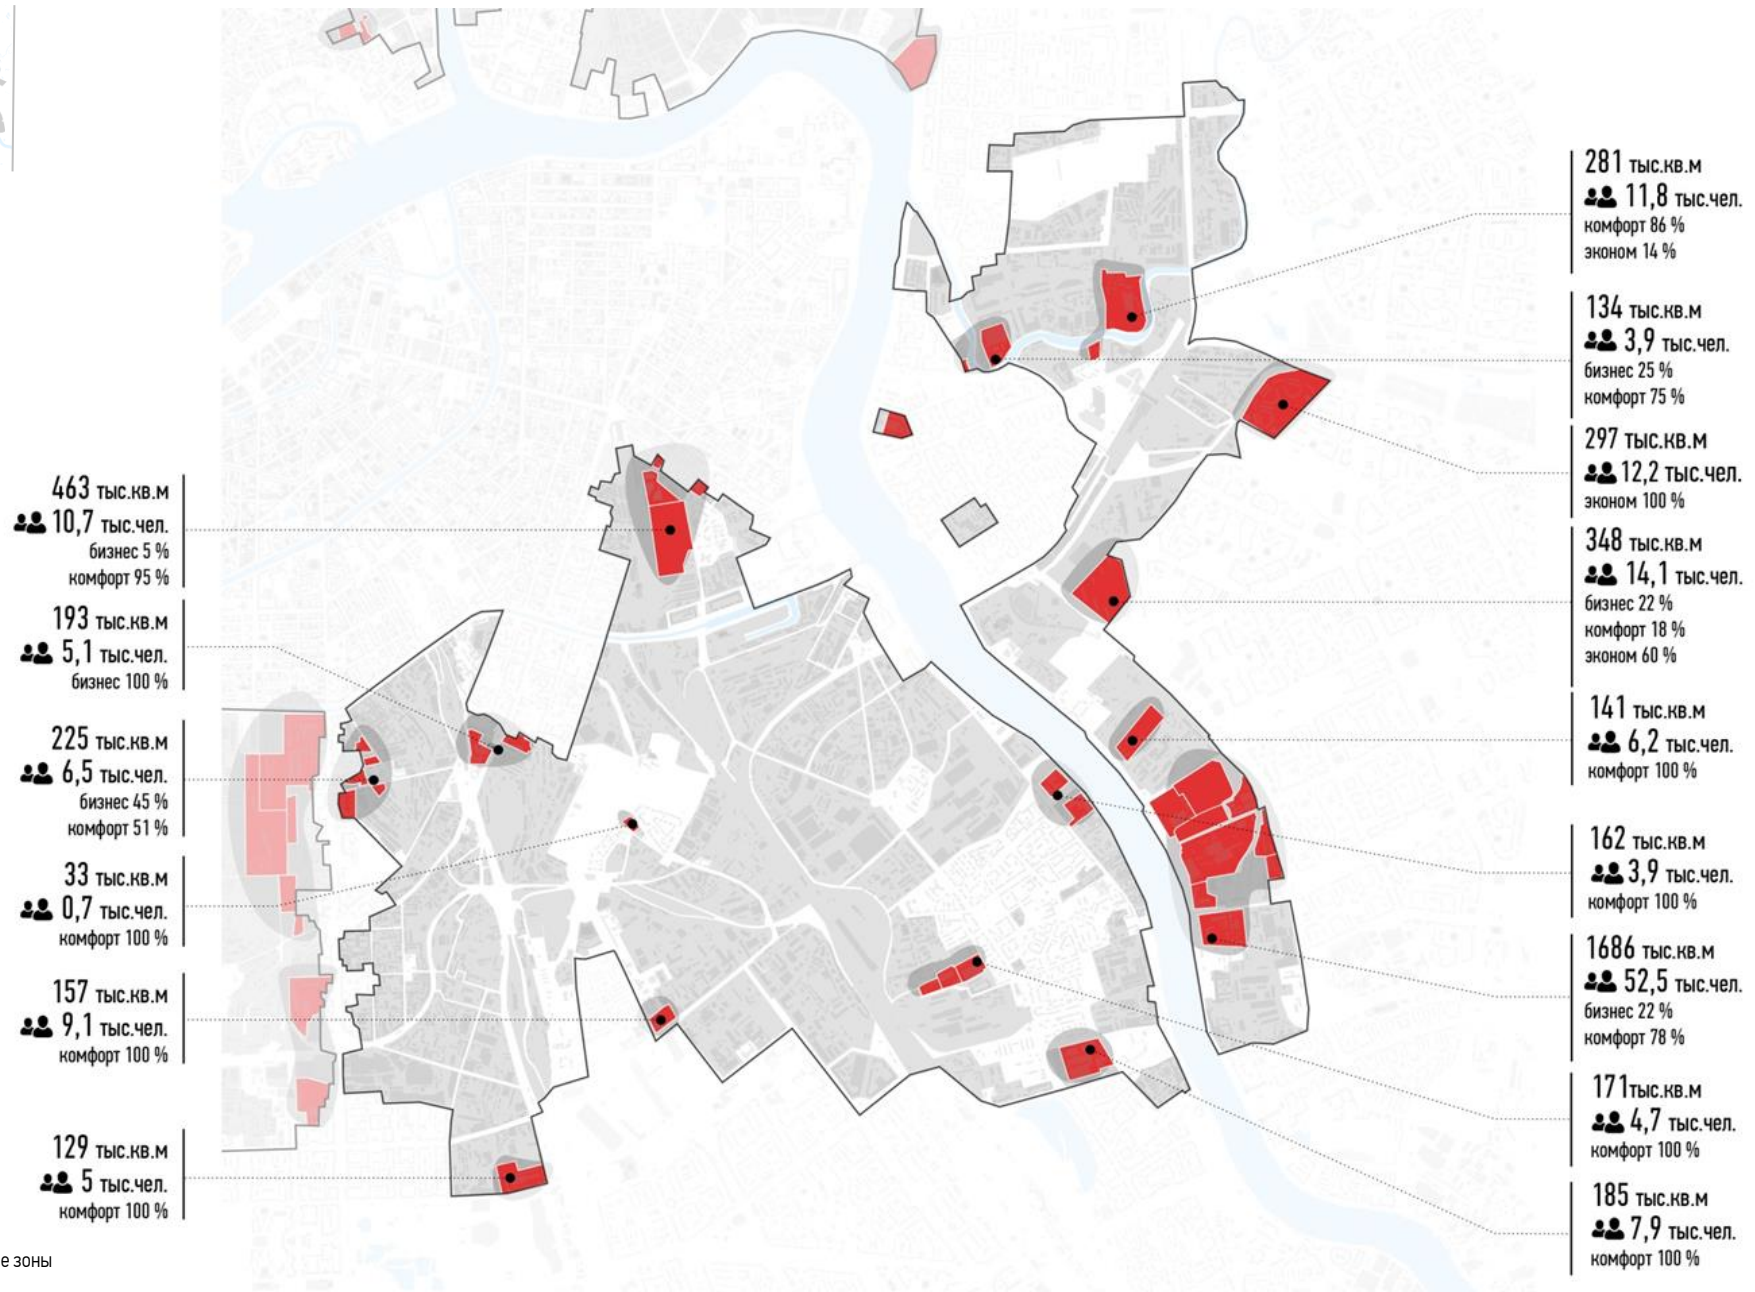 463 тыс.кв.м
10,7 тыс.чел.
бизнес 5 %
комфорт 95 %
193 тыс.кв.м
5,1 тыс.чел.
бизнес 100 %
225 тыс.кв.м
6,5 тыс.чел.
бизнес 45 %
комфорт 51 %
33 тыс.кв.м
0,7 тыс.чел.
комфорт 100 %
157 тыс.кв.м
9,1 тыс.чел.
комфорт 100 %
129 тыс.кв.м
5 тыс.чел.
комфорт 100 %
е зоны
281 тыс.кв.м
11,8 тыс.чел.
комфорт 86 %
эконом 14 %
134 тыс.кв.м
3,9 тыс.чел.
бизнес 25 %
комфорт 75 %
297 тыс.кв.м
12,2 тыс.чел.
эконом 100 %
348 тыс.кв.м
14,1 тыс.чел.
бизнес 22 %
комфорт 18 %
эконом 60 %
141 тыс.кв.м
6,2 тыс.чел.
комфорт 100 %
162 тыс.кв.м
3,9 тыс.чел.
комфорт 100 %
1686 тыс.кв.м
52,5 тыс.чел.
бизнес 22 %
комфорт 78 %
171тыс.кв.м
4,7 тыс.чел.
комфорт 100 %
185 тыс.кв.м
7,9 тыс.чел.
комфорт 100 %